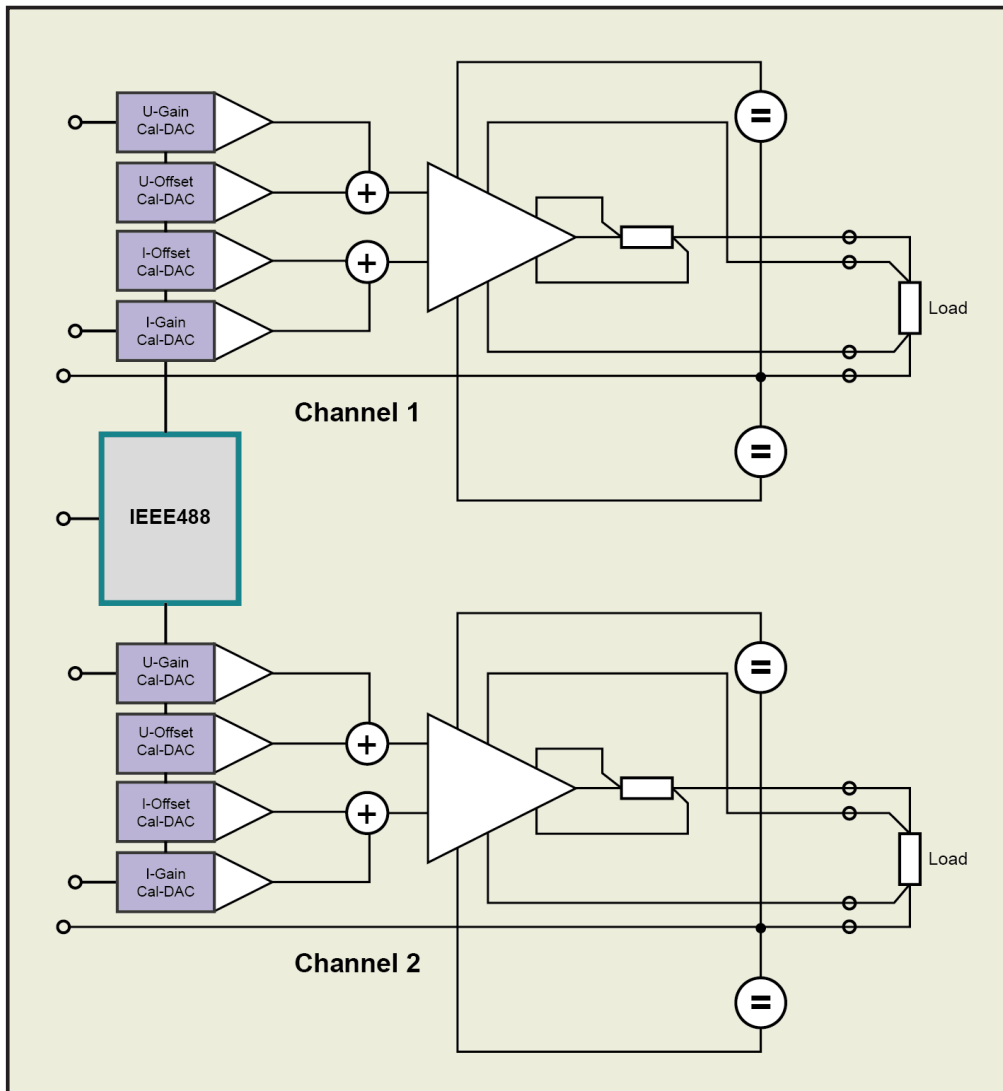 U-Gain
Cal-DAC
U-Offset
Cal-DAC
I-Offset
Cal-DAC
I-Gain
Cal-DAC
Load
Channel 1
IEEE488
U-Gain
Cal-DAC
U-Offset
Cal-DAC
I-Offset
Cal-DAC
I-Gain
Cal-DAC
Load
Channel 2